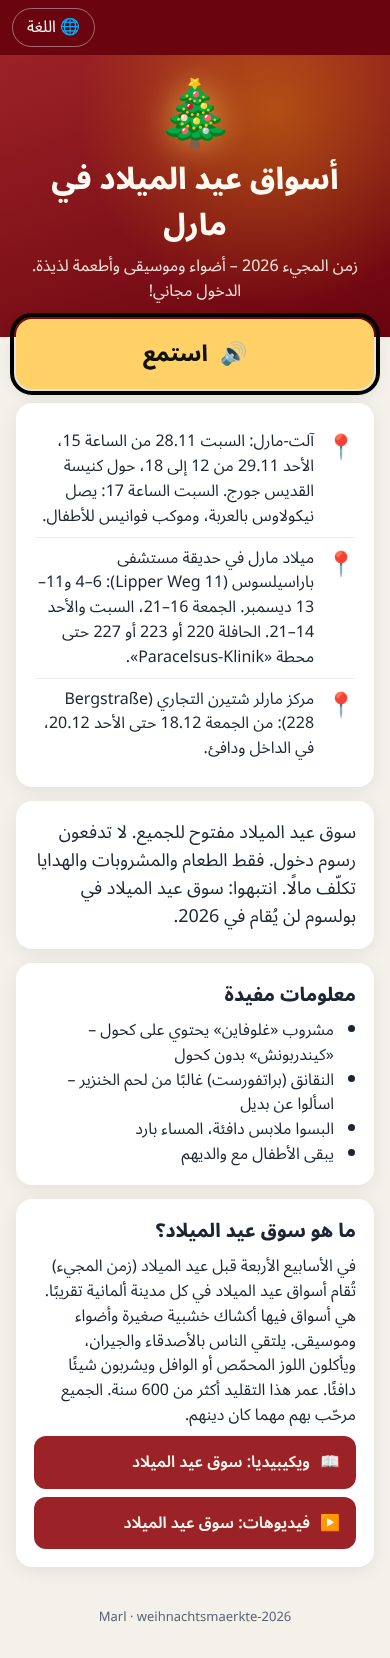 🌐 اللغة
أسواق عيد الميلاد في
مارل
زمن المجيء 2026 – أضواء وموسيقى وأطعمة لذيذة.
الدخول مجاني!
🔊 استمع
📍 آلت-مارل: السبت 28.11 من الساعة 15،
الأحد 29.11 من 12 إلى 18، حول كنيسة
القديس جورج. السبت الساعة 17: يصل
نيكولاوس بالعربة، وموكب فوانيس للأطفال.
📍 ميلاد مارل في حديقة مستشفى
باراسيلسوس (Lipper Weg 11): 4–6 و11–
13 ديسمبر. الجمعة 16–21، السبت والأحد
14–21. الحافلة 220 أو 223 أو 227 حتى
محطة «Paracelsus-Klinik».
📍 مركز مارلر شتيرن التجاري (Bergstraße
228): من الجمعة 18.12 حتى الأحد 20.12،
في الداخل ودافئ.
سوق عيد الميلاد مفتوح للجميع. لا تدفعون
رسوم دخول. فقط الطعام والمشروبات والهدايا
تكلّف مالًا. انتبهوا: سوق عيد الميلاد في
بولسوم لن يُقام في 2026.
معلومات مفيدة
• مشروب «غلوفاين» يحتوي على كحول –
«كيندربونش» بدون كحول
• النقانق (براتفورست) غالبًا من لحم الخنزير –
اسألوا عن بديل
• البسوا ملابس دافئة، المساء بارد
• يبقى الأطفال مع والديهم
ما هو سوق عيد الميلاد؟
في الأسابيع الأربعة قبل عيد الميلاد (زمن المجيء)
تُقام أسواق عيد الميلاد في كل مدينة ألمانية تقريبًا.
هي أسواق فيها أكشاك خشبية صغيرة وأضواء
وموسيقى. يلتقي الناس بالأصدقاء والجيران،
ويأكلون اللوز المحمّص أو الوافل ويشربون شيئًا
دافئًا. عمر هذا التقليد أكثر من 600 سنة. الجميع
مرحّب بهم مهما كان دينهم.
📖 ويكيبيديا: سوق عيد الميلاد
▶️ فيديوهات: سوق عيد الميلاد
Marl · weihnachtsmaerkte-2026